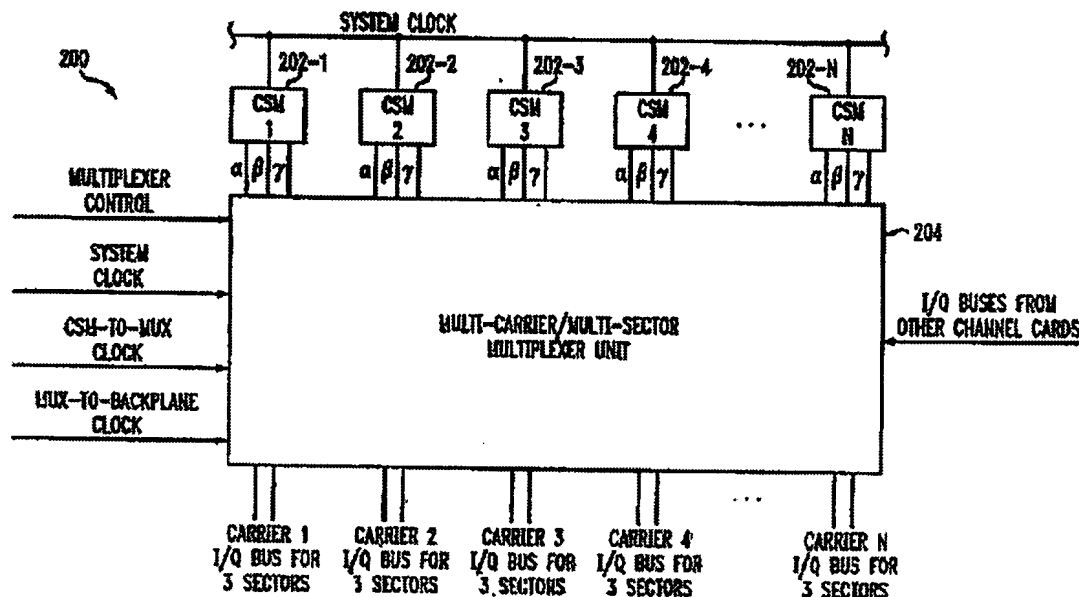 SYSTEM CLOCK
200
202-1
202-2
202-3
202-4
202-N
CSM
1
CSM
2
CSM
3
CSM
4
...
CSM
N
α β γ
α β γ
α β γ
α β γ
α β γ
MULTIPLEXER
CONTROL
204
SYSTEM
CLOCK
CSM-TO-MUX
CLOCK
MUX-TO-BACKPLANE
CLOCK
MULTI-CARRIER/MULTI-SECTOR
MULTIPLEXER UNIT
I/Q BUSES FROM
OTHER CHANNEL CARDS
...
CARRIER 1
I/Q BUS FOR
3 SECTORS
CARRIER 2
I/Q BUS FOR
3 SECTORS
CARRIER 3
I/Q BUS FOR
3 SECTORS
CARRIER 4
I/Q BUS FOR
3 SECTORS
CARRIER N
I/Q BUS FOR
3 SECTORS